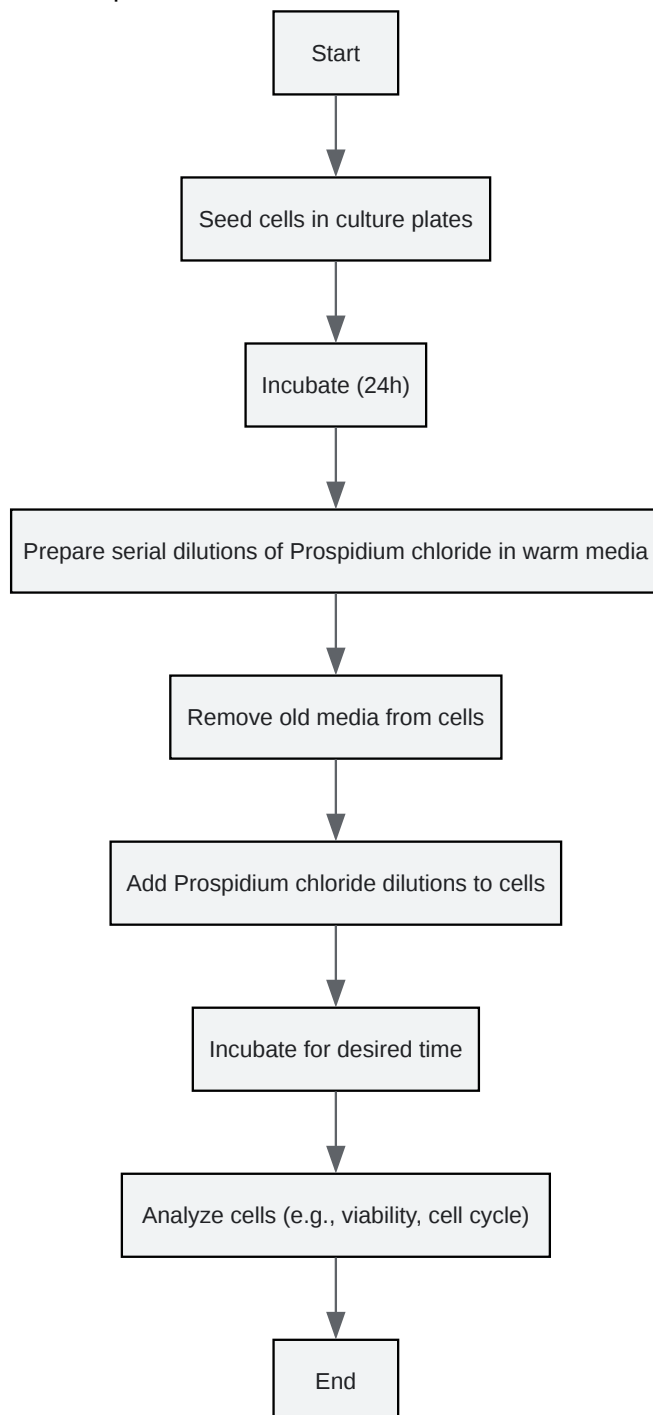 Start
Seed cells in culture plates
Incubate (24h)
Prepare serial dilutions of Prospidium chloride in warm media
Remove old media from cells
Add Prospidium chloride dilutions to cells
Incubate for desired time
Analyze cells (e.g., viability, cell cycle)
End